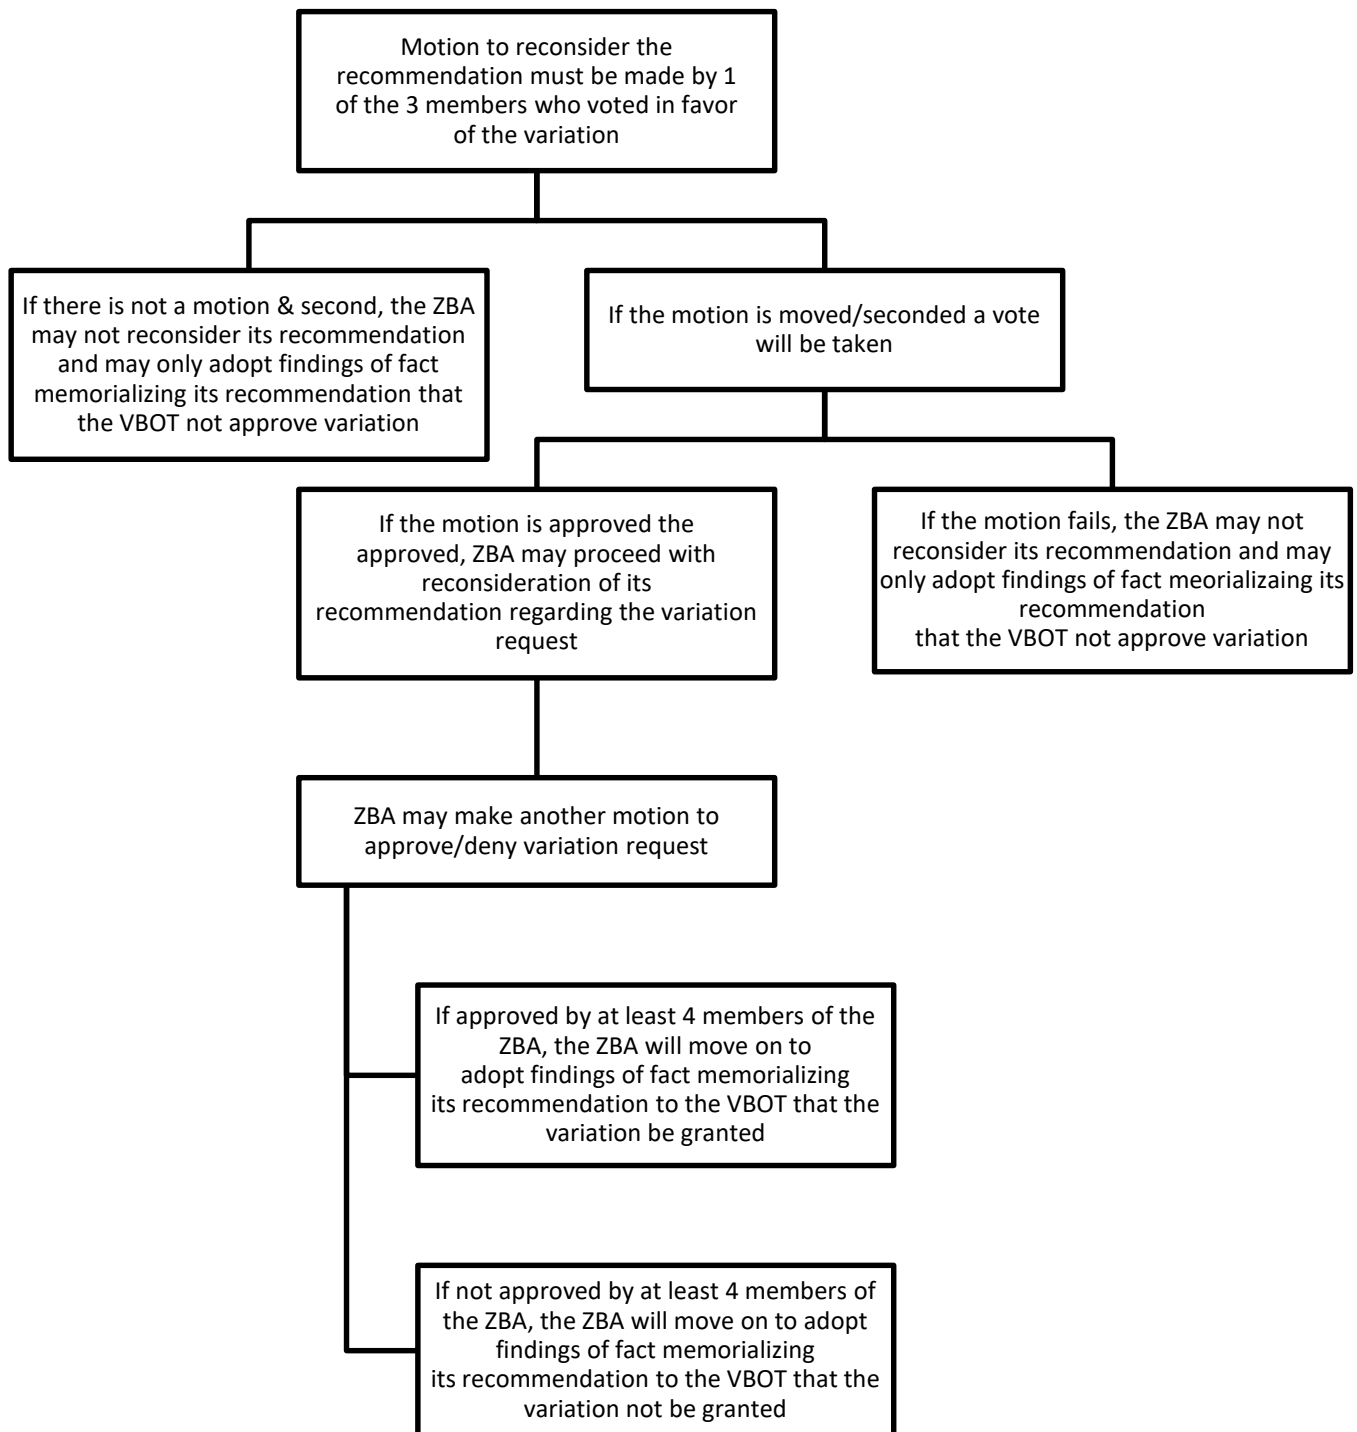 Motion to reconsider the
recommendation must be made by 1
of the 3 members who voted in favor
of the variation
If there is not a motion & second, the ZBA
may not reconsider its recommendation
and may only adopt findings of fact
memorializing its recommendation that
the VBOT not approve variation
If the motion is moved/seconded a vote
will be taken
If the motion is approved the
approved, ZBA may proceed with
reconsideration of its
recommendation regarding the variation
request
If the motion fails, the ZBA may not
reconsider its recommendation and may
only adopt findings of fact meorializaing its
recommendation
that the VBOT not approve variation
ZBA may make another motion to
approve/deny variation request
If approved by at least 4 members of the
ZBA, the ZBA will move on to
adopt findings of fact memorializing
its recommendation to the VBOT that the
variation be granted
If not approved by at least 4 members of
the ZBA, the ZBA will move on to adopt
findings of fact memorializing
its recommendation to the VBOT that the
variation not be granted